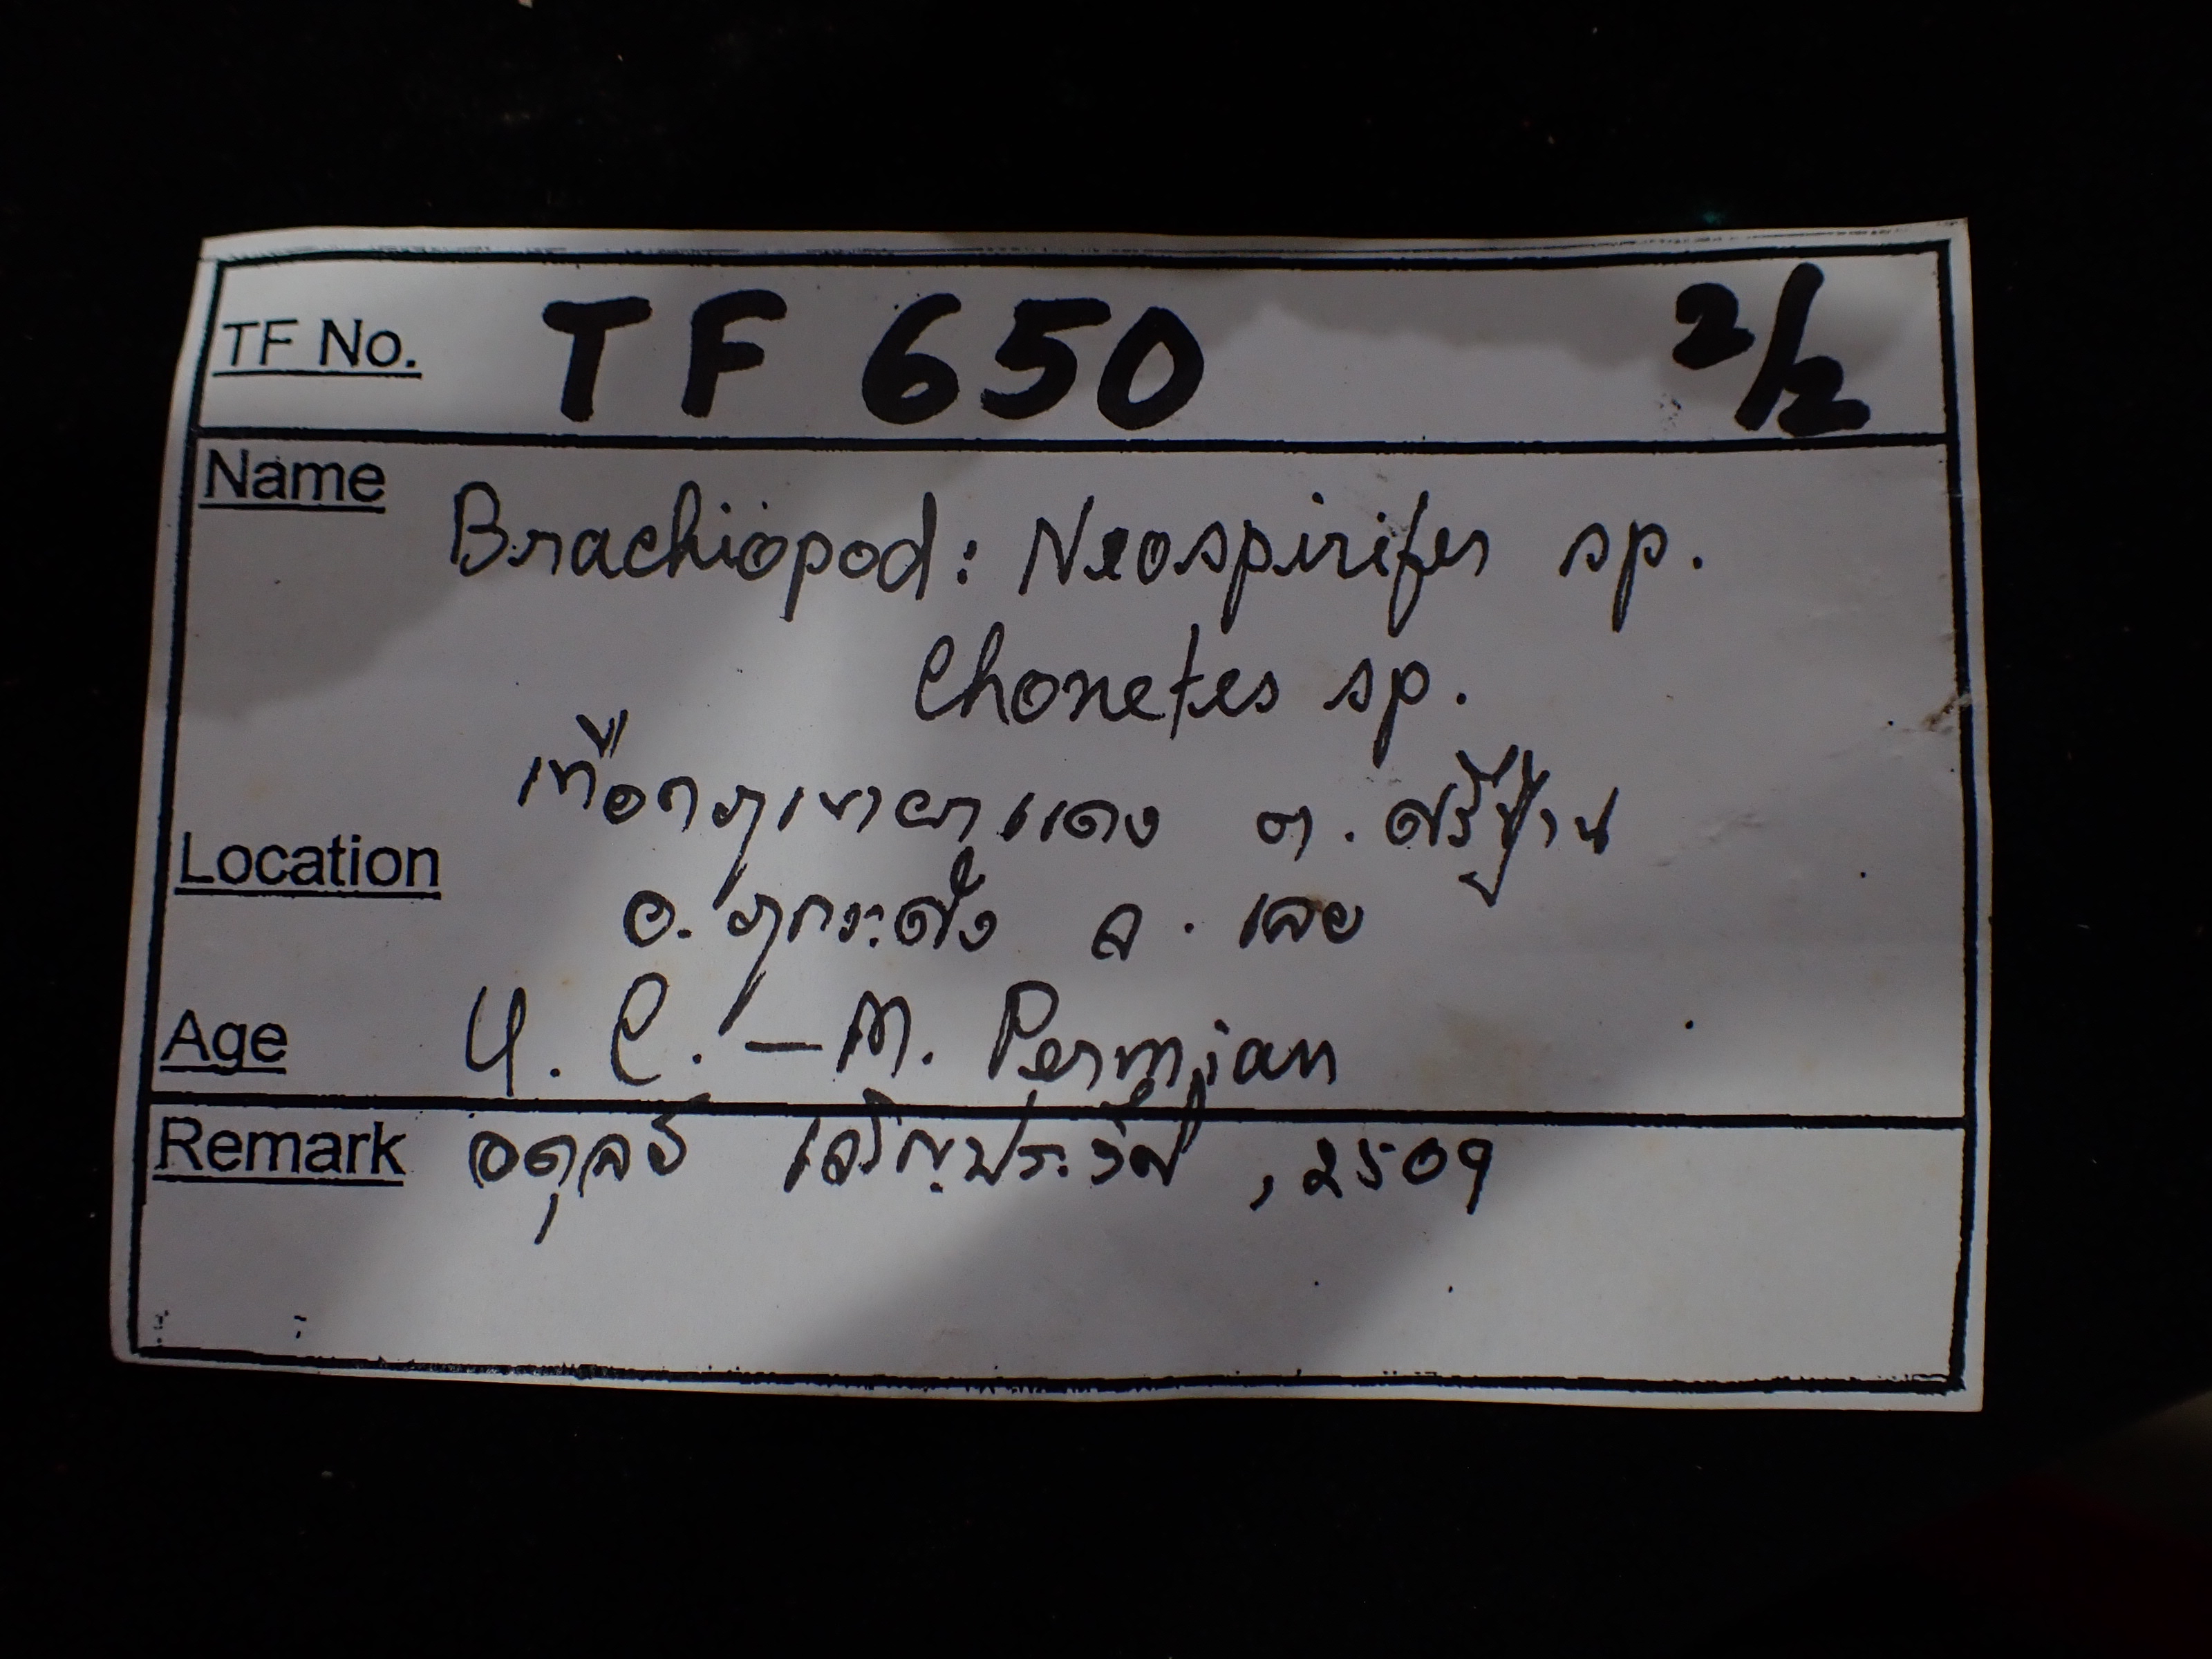 TF No. TF 650 2/2
Name
Brachiopod: Neospirifer sp.
Chonetes sp.
เทือกภูเขาผาแดง ต. ศรีฐาน
Location
อ. ภูกระดึง จ. เลย
Age U. C. - M. Permian
Remark อดุลย์ เจริญประวัติ , 2509